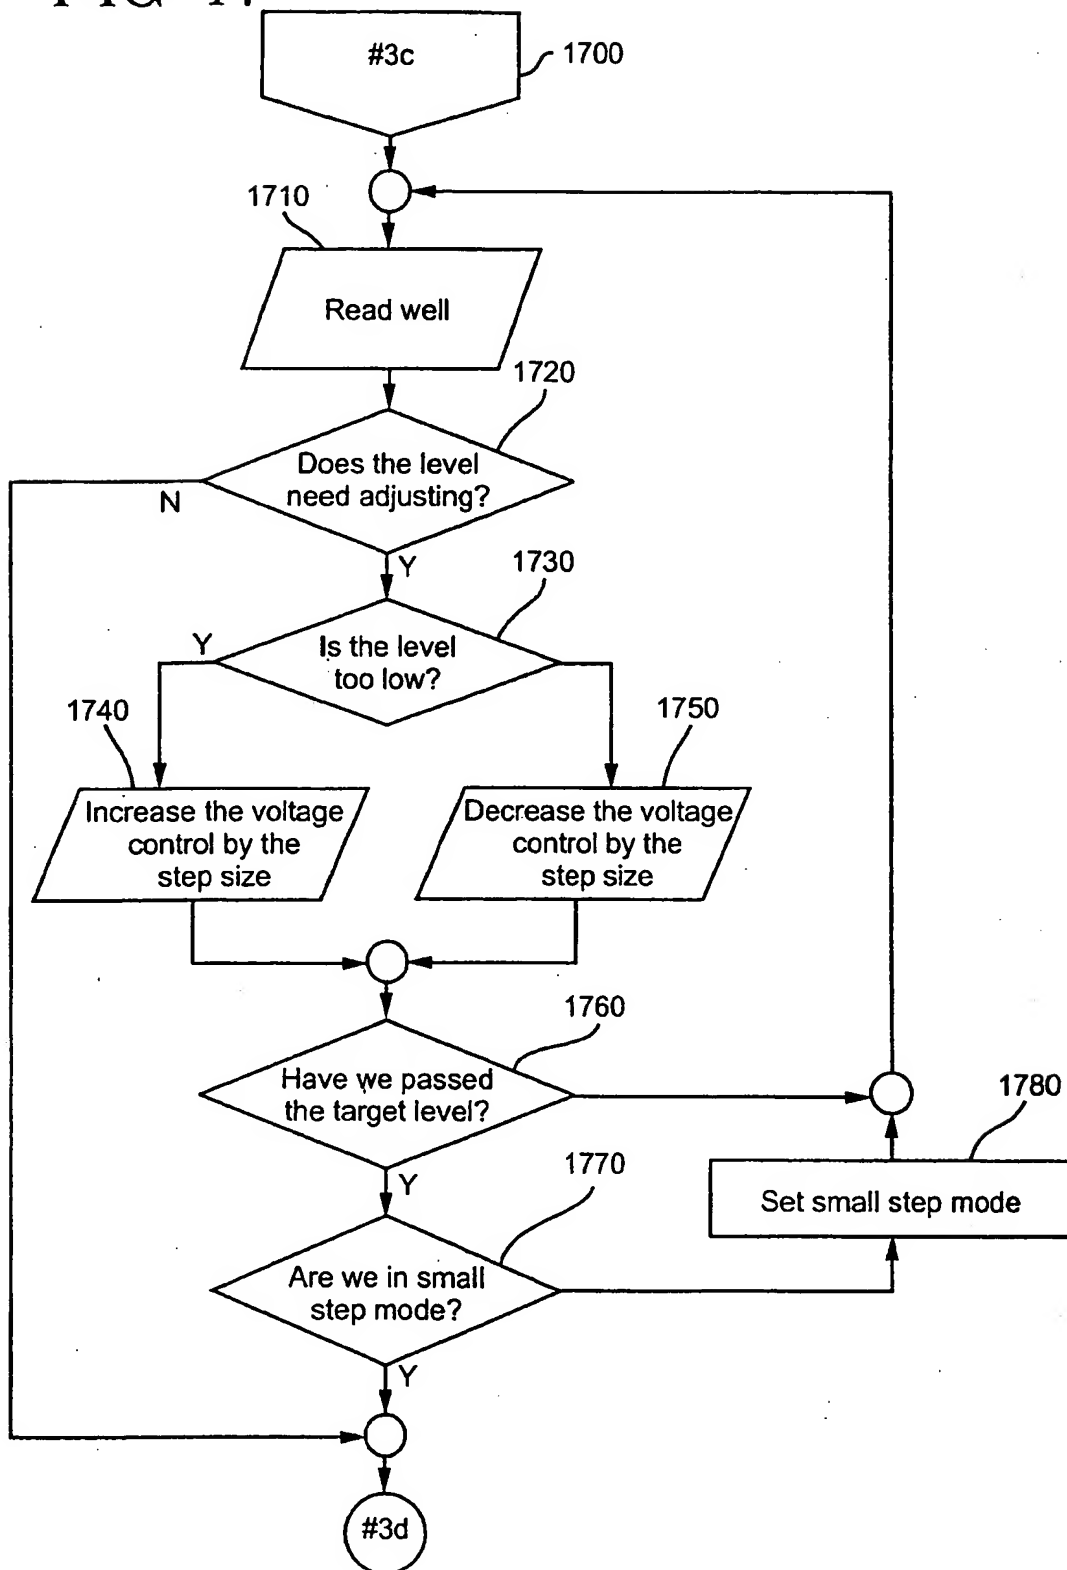 #3c
1700
1710
Read well
1720
Does the level
need adjusting?
N
Y
1730
Is the level
too low?
Y
1740
1750
Increase the voltage
control by the
step size
Decrease the voltage
control by the
step size
1760
Have we passed
the target level?
1780
Y
1770
Set small step mode
Are we in small
step mode?
Y
#3d